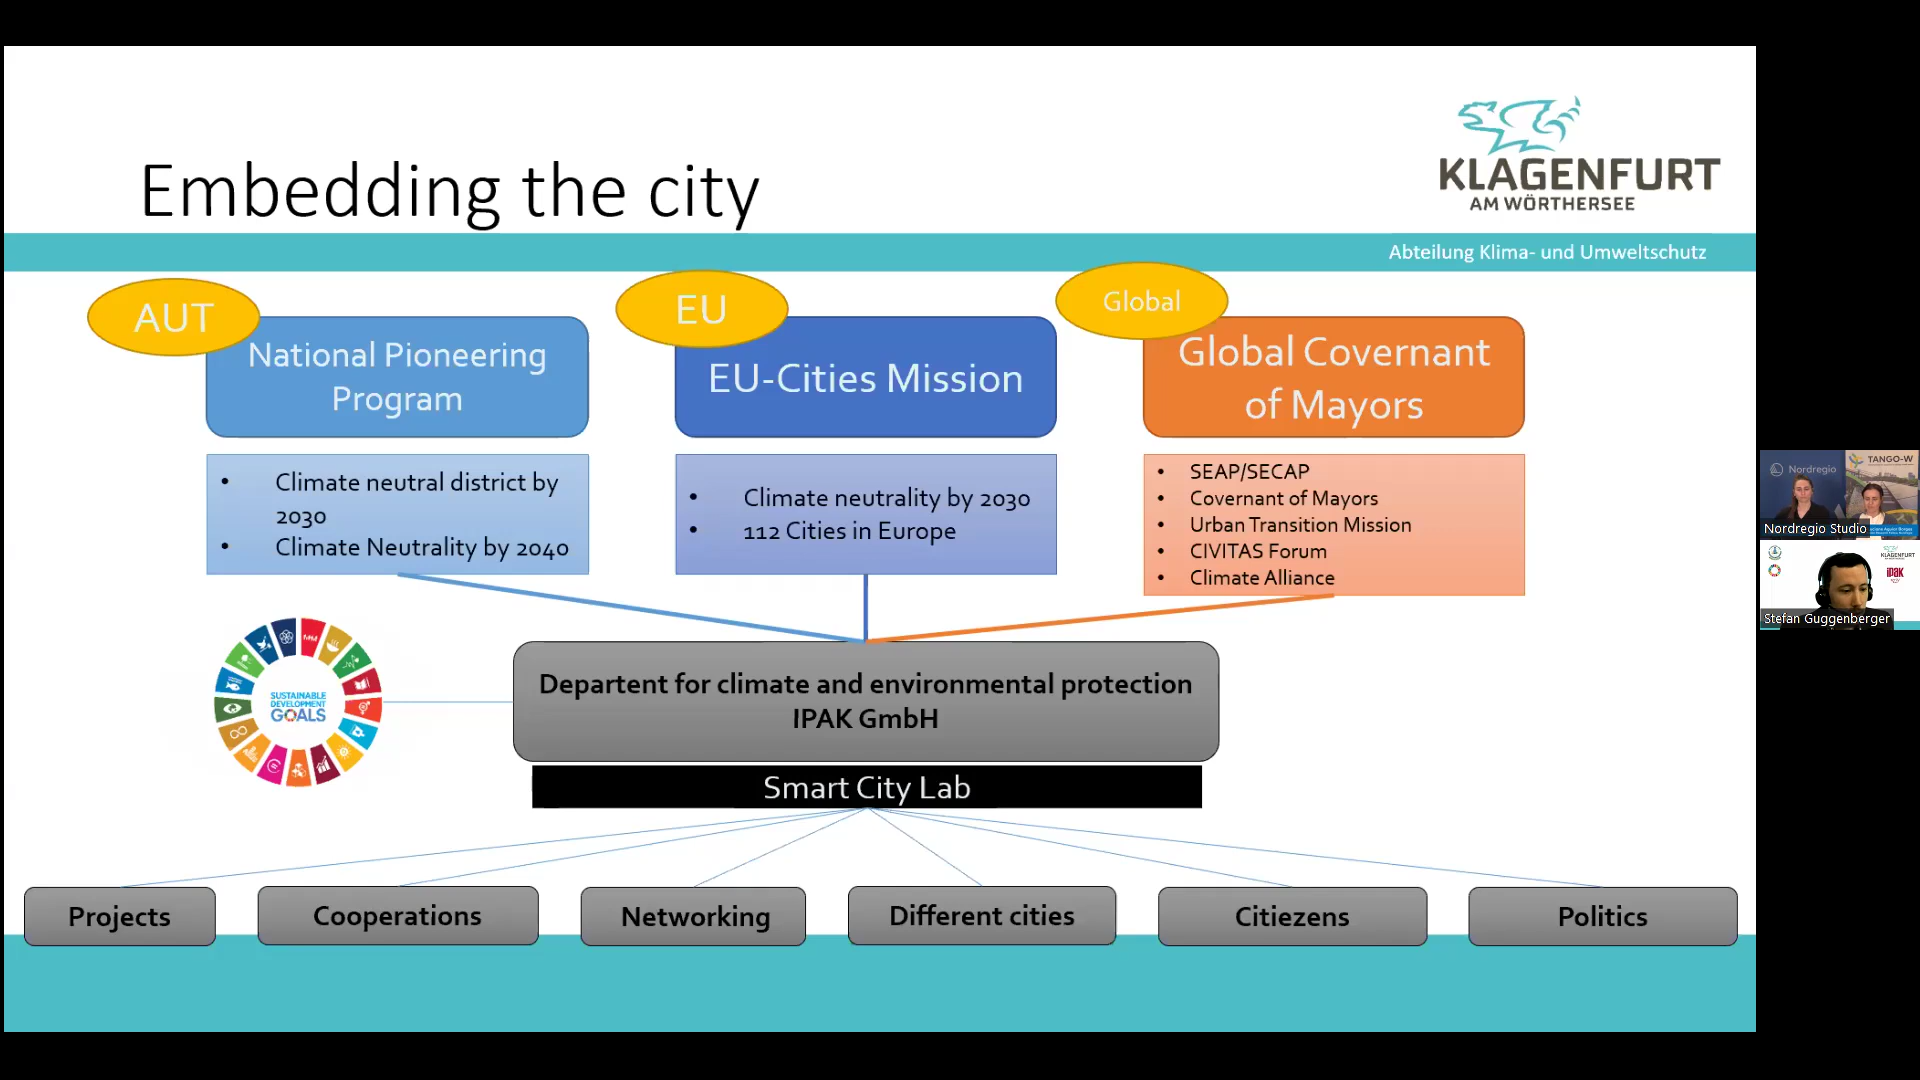 Embedding the city
KLAGENFURT
AM WÖRTHERSEE
Abteilung Klima- und Umweltschutz
AUT
National Pioneering
Program
EU
EU-Cities Mission
Global
Global Covernant
of Mayors
• Climate neutral district by
2030
• Climate Neutrality by 2040
• Climate neutrality by 2030
• 112 Cities in Europe
• SEAP/SECAP
• Covernant of Mayors
• Urban Transition Mission
• CIVITAS Forum
• Climate Alliance
SUSTAINABLE
DEVELOPMENT
GOALS
Departent for climate and environmental protection
IPAK GmbH
Smart City Lab
Projects
Cooperations
Networking
Different cities
Citiezens
Politics
Nordregio
TANGO-W
Nordregio Studio
KLAGENFURT
ipak
Stefan Guggenberger